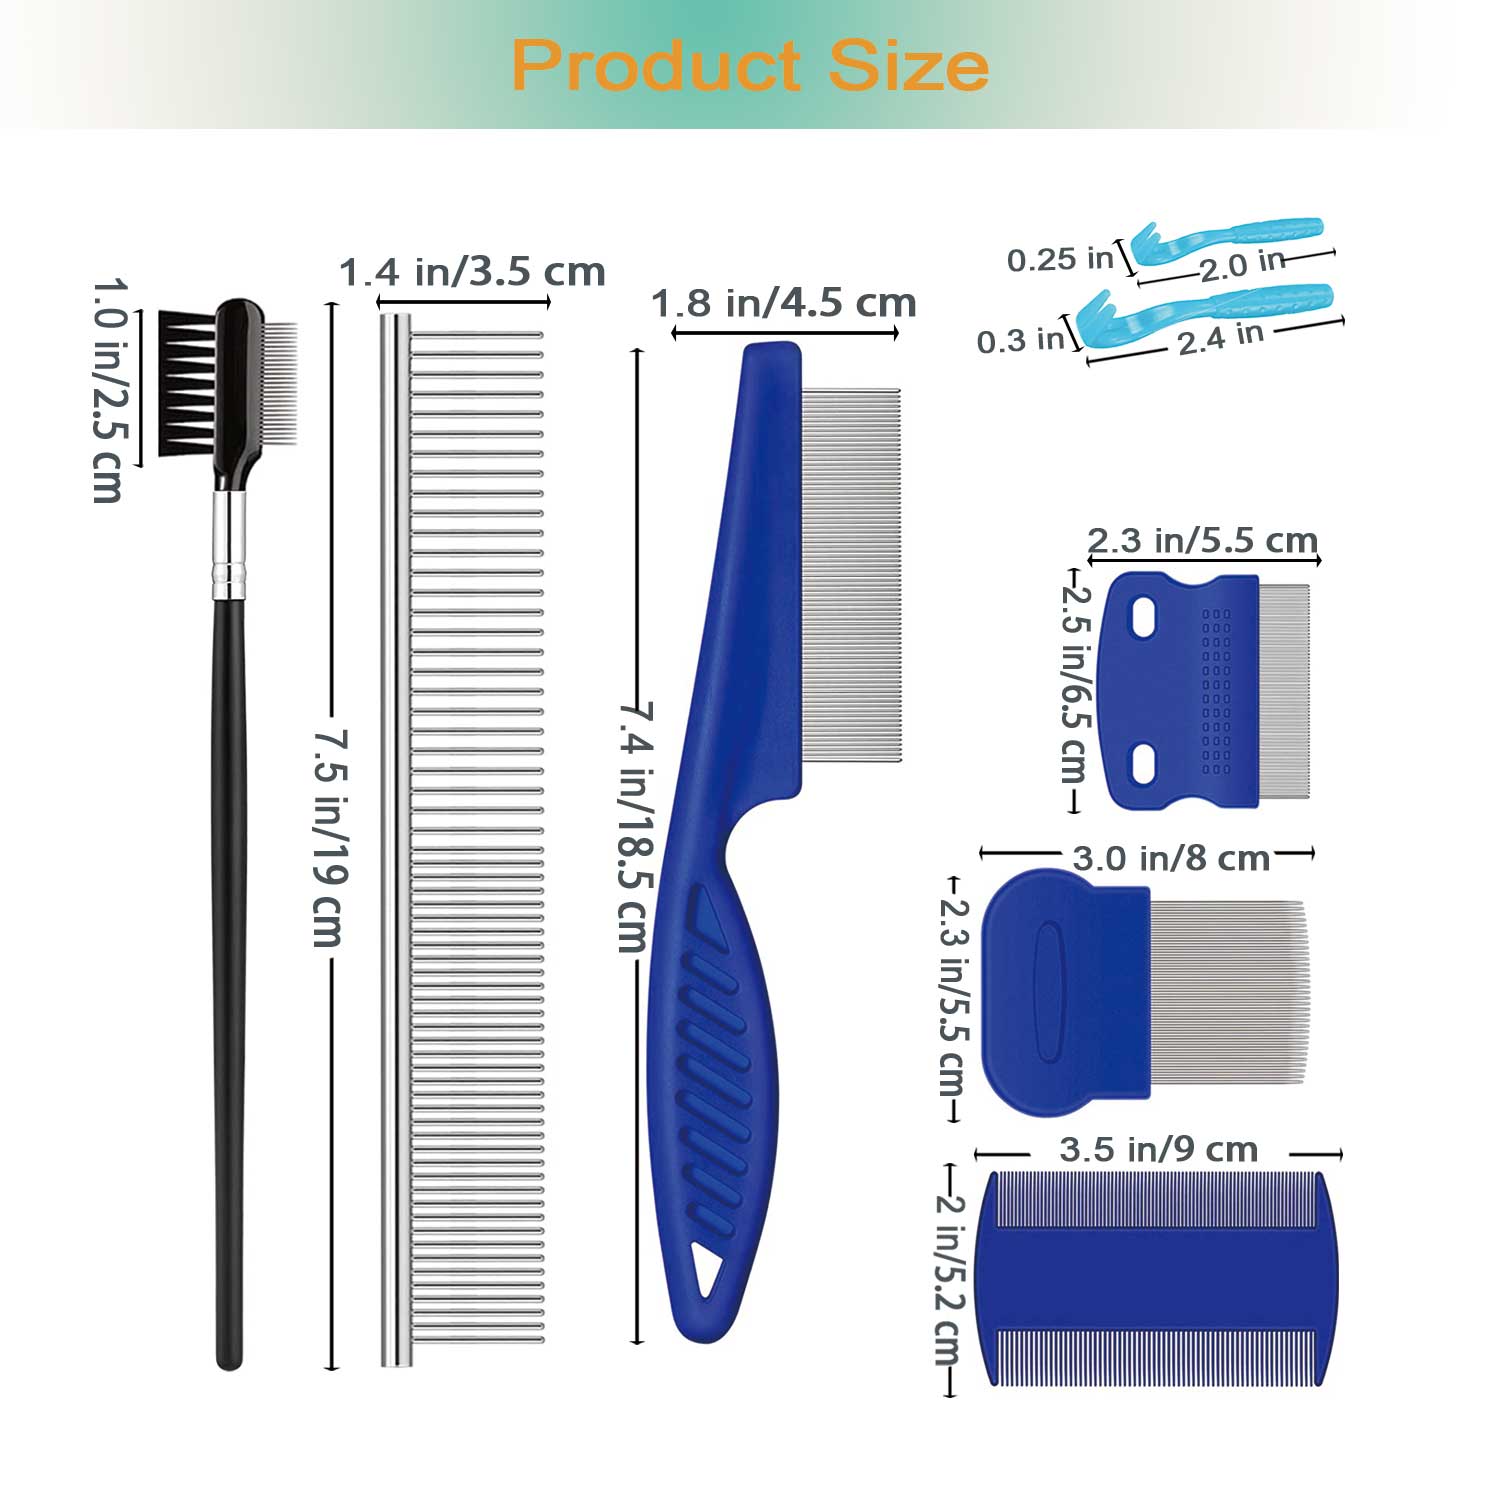 Product Size
1.0 in/2.5 cm
1.4 in/3.5 cm
7.5 in/19 cm
1.8 in/4.5 cm
7.4 in/18.5 cm
0.25 in
2.0 in
0.3 in
2.4 in
2.3 in/5.5 cm
2.5 in/6.5 cm
3.0 in/8 cm
2.3 in/5.5 cm
3.5 in/9 cm
2 in/5.2 cm